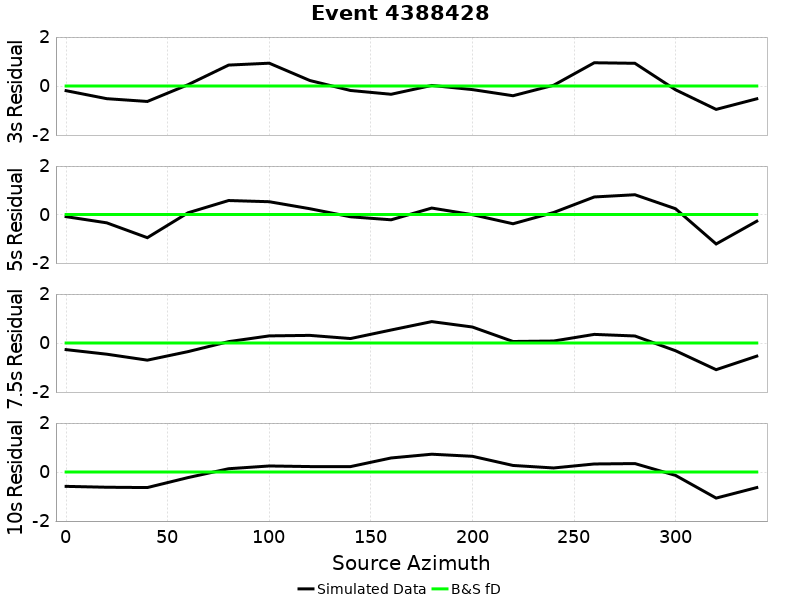 Event 4388428
3s Residual
2
0
-2
5s Residual
2
0
-2
7.5s Residual
2
0
-2
10s Residual
2
0
-2
0 50 100 150 200 250 300
Source Azimuth
Simulated Data B&S fD